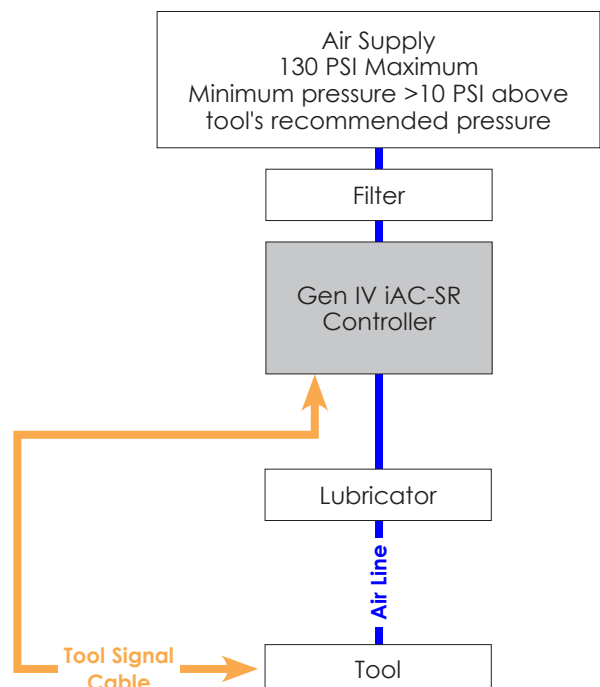 Air Supply
130 PSI Maximum
Minimum pressure >10 PSI above
tool's recommended pressure
Filter
Gen IV iAC-SR
Controller
Lubricator
Air Line
Tool Signal
Cable
Tool